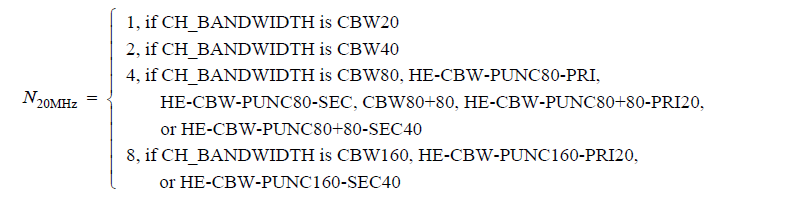 1, if CH_BANDWIDTH is CBW20
2, if CH_BANDWIDTH is CBW40
4, if CH_BANDWIDTH is CBW80, HE-CBW-PUNC80-PRI,
N20MHz =
HE-CBW-PUNC80-SEC, CBW80+80, HE-CBW-PUNC80+80-PRI20,
or HE-CBW-PUNC80+80-SEC40
8, if CH_BANDWIDTH is CBW160, HE-CBW-PUNC160-PRI20,
or HE-CBW-PUNC160-SEC40